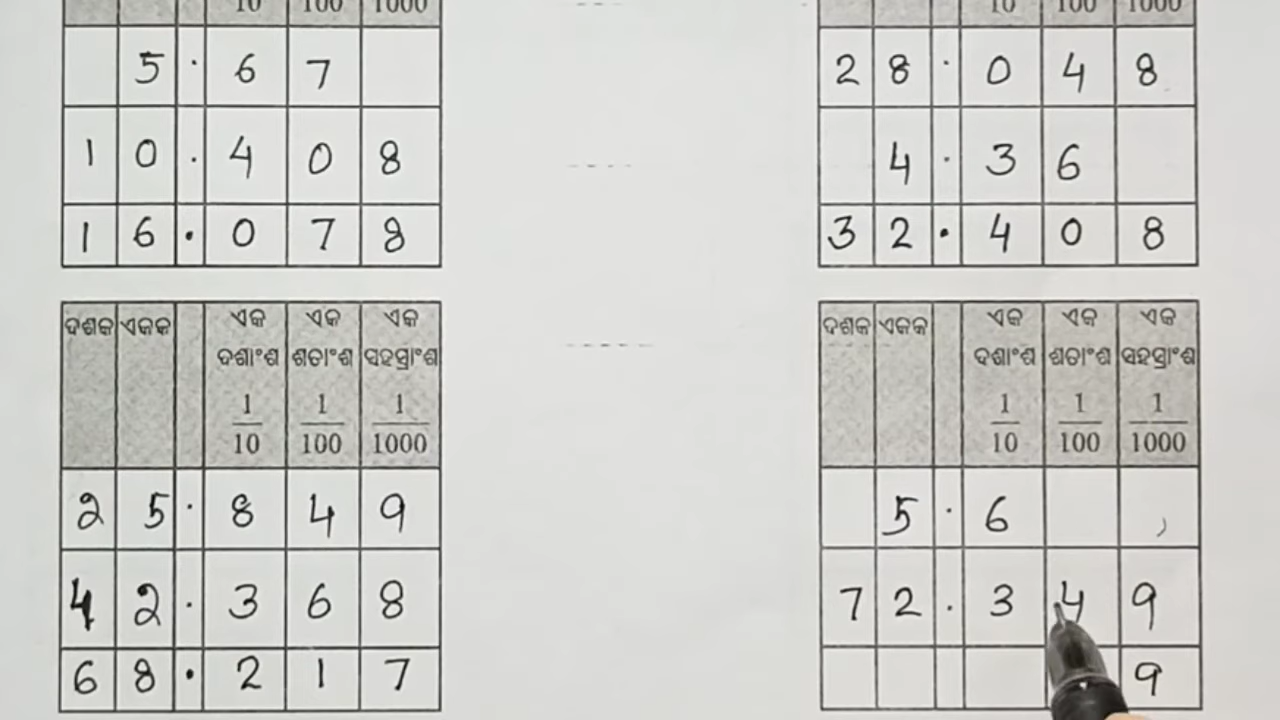 10 100 1000
5 . 6 7
1 0 . 4 0 8
1 6 . 0 7 8
10 100 1000
2 8 . 0 4 8
4 . 3 6
3 2 . 4 0 8
ଦଶକ ଏକକ ଏକ ଏକ ଏକ
ଦଶାଂଶ ଶତାଂଶ ସହସ୍ରାଂଶ
1 1 1
10 100 1000
2 5 . 8 4 9
4 2 . 3 6 8
6 8 . 2 1 7
ଦଶକ ଏକକ ଏକ ଏକ ଏକ
ଦଶାଂଶ ଶତାଂଶ ସହସ୍ରାଂଶ
1 1 1
10 100 1000
5 . 6
7 2 . 3 4 9
9